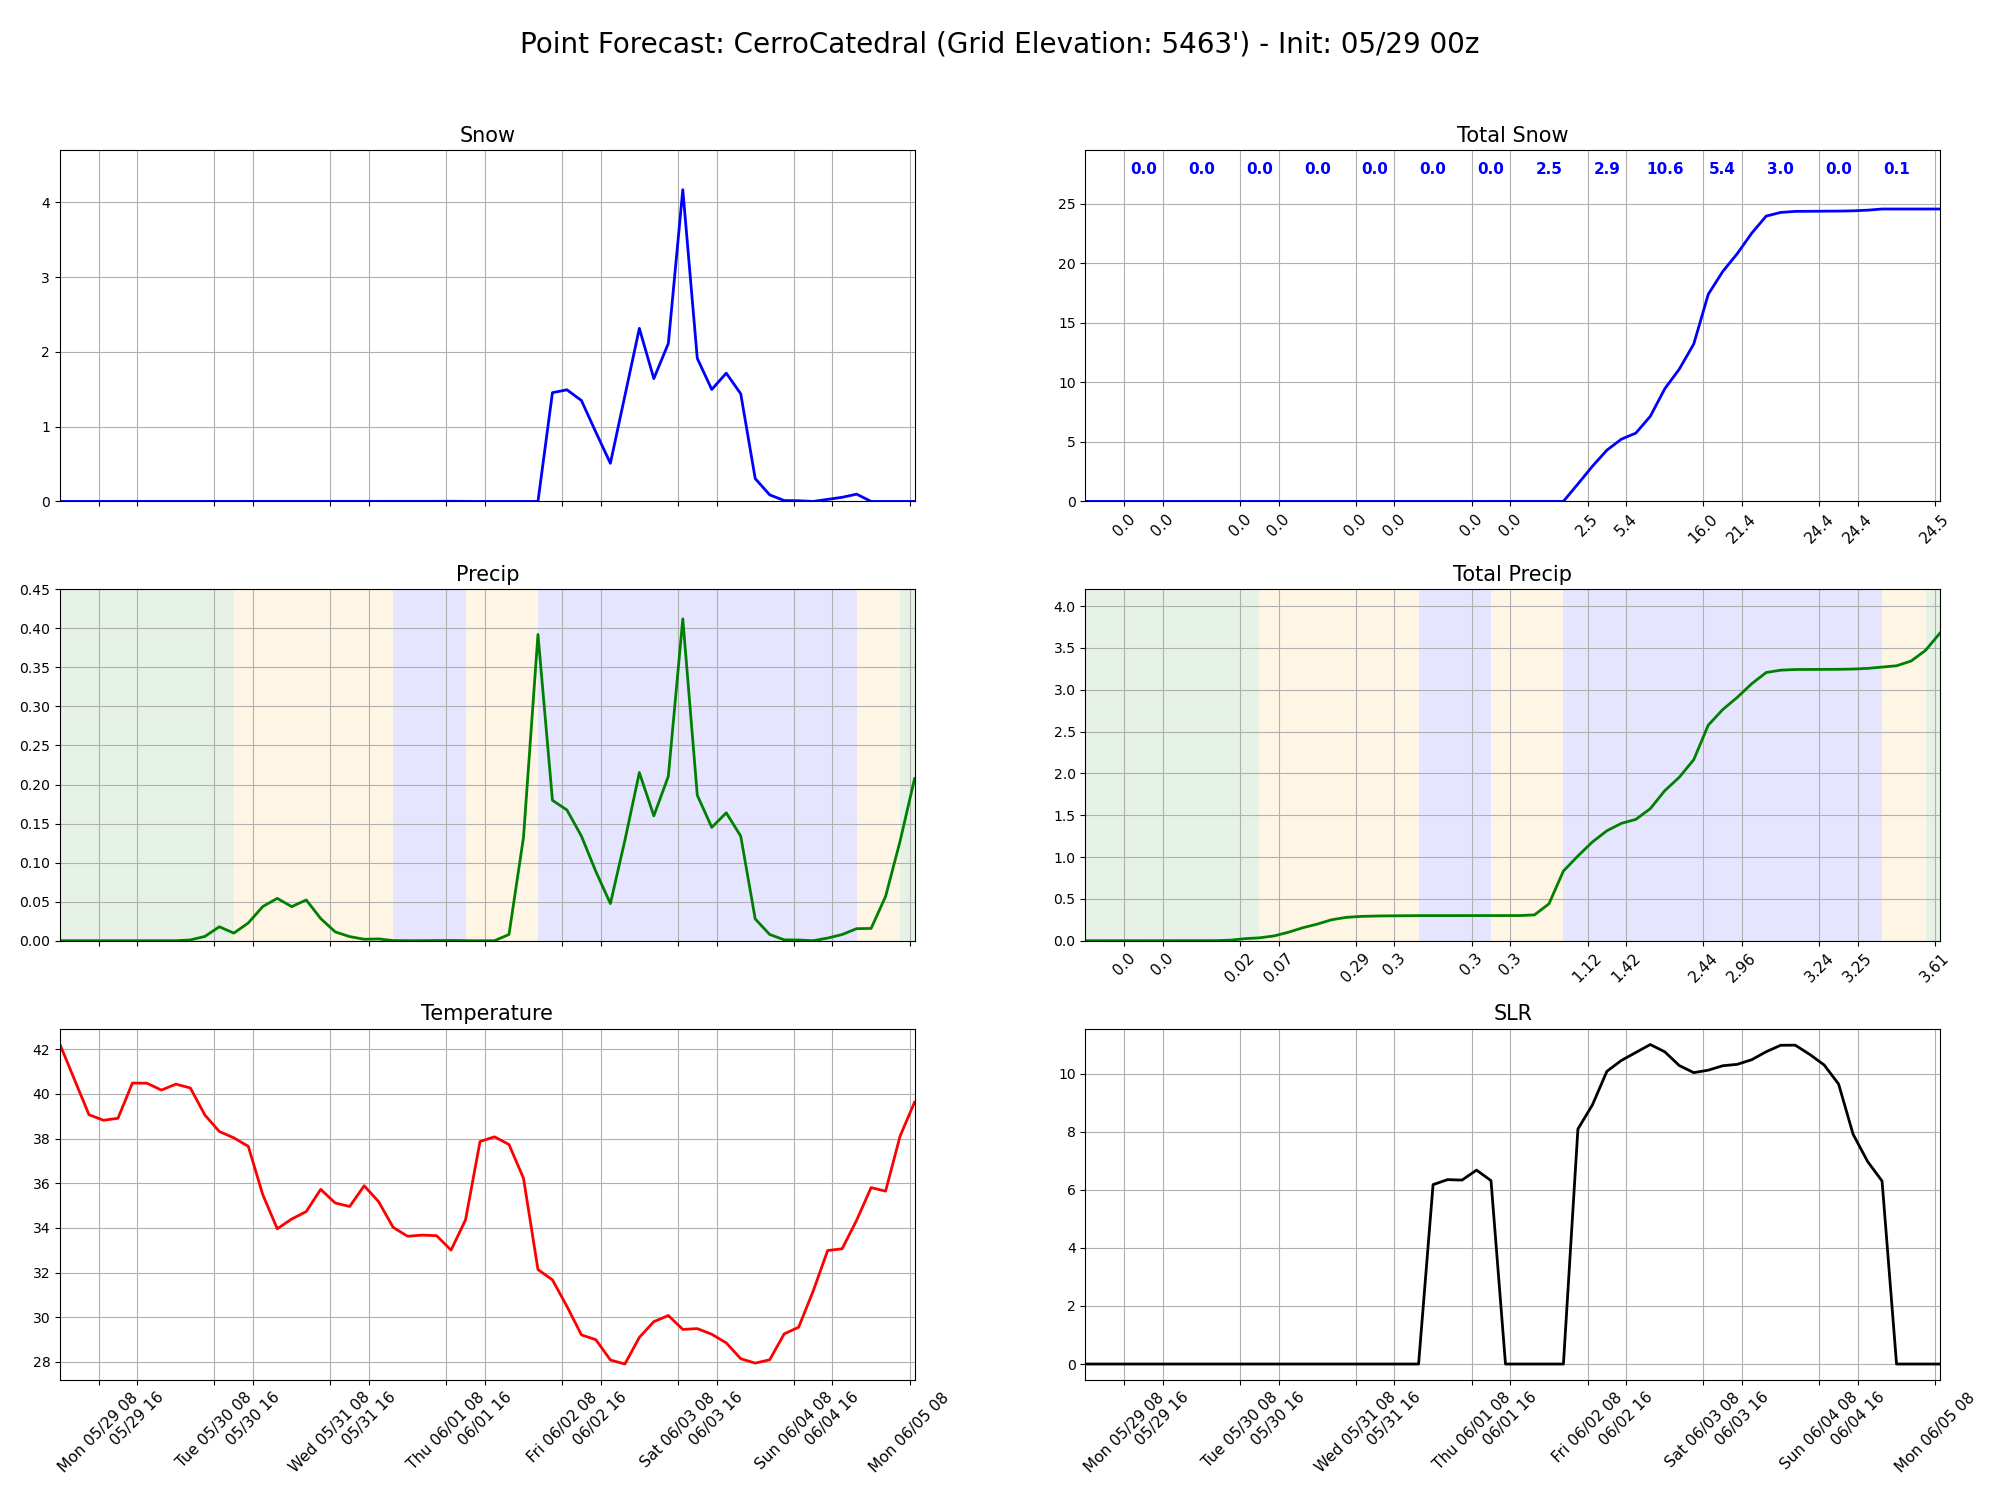 Point Forecast: CerroCatedral (Grid Elevation: 5463') - Init: 05/29 00z
Snow
4
3
2
1
0
Total Snow
0.0 0.0 0.0 0.0 0.0 0.0 0.0 2.5 2.9 10.6 5.4 3.0 0.0 0.1
25
20
15
10
5
0
0.0 0.0 0.0 0.0 0.0 0.0 0.0 0.0 2.5 5.4 16.0 21.4 24.4 24.4 24.5
Precip
0.45
0.40
0.35
0.30
0.25
0.20
0.15
0.10
0.05
0.00
Total Precip
4.0
3.5
3.0
2.5
2.0
1.5
1.0
0.5
0.0
0.0 0.0 0.02 0.07 0.29 0.3 0.3 0.3 1.12 1.42 2.44 2.96 3.24 3.25 3.61
Temperature
42
40
38
36
34
32
30
28
Mon 05/29 08
05/29 16
Tue 05/30 08
05/30 16
Wed 05/31 08
05/31 16
Thu 06/01 08
06/01 16
Fri 06/02 08
06/02 16
Sat 06/03 08
06/03 16
Sun 06/04 08
06/04 16
Mon 06/05 08
SLR
10
8
6
4
2
0
Mon 05/29 08
05/29 16
Tue 05/30 08
05/30 16
Wed 05/31 08
05/31 16
Thu 06/01 08
06/01 16
Fri 06/02 08
06/02 16
Sat 06/03 08
06/03 16
Sun 06/04 08
06/04 16
Mon 06/05 08